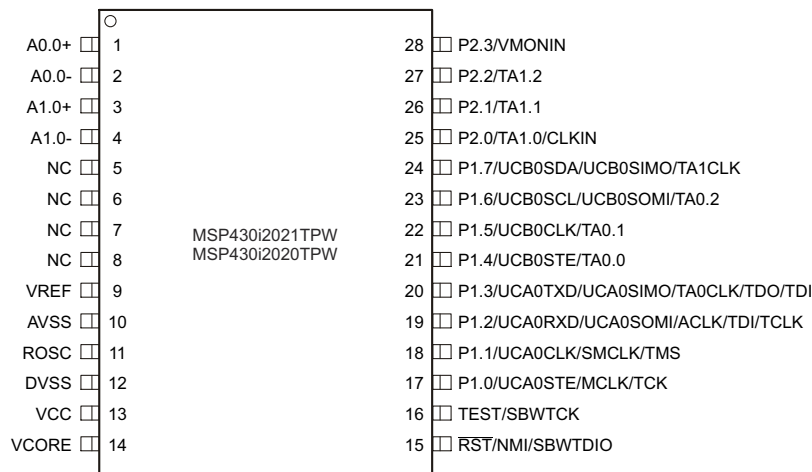 A0.0+ 1 28 P2.3/VMONIN
A0.0- 2 27 P2.2/TA1.2
A1.0+ 3 26 P2.1/TA1.1
A1.0- 4 25 P2.0/TA1.0/CLKIN
NC 5 24 P1.7/UCB0SDA/UCB0SIMO/TA1CLK
NC 6 23 P1.6/UCB0SCL/UCB0SOMI/TA0.2
NC 7 22 P1.5/UCB0CLK/TA0.1
MSP430i2021TPW
MSP430i2020TPW
NC 8 21 P1.4/UCB0STE/TA0.0
VREF 9 20 P1.3/UCA0TXD/UCA0SIMO/TA0CLK/TDO/TDI
AVSS 10 19 P1.2/UCA0RXD/UCA0SOMI/ACLK/TDI/TCLK
ROSC 11 18 P1.1/UCA0CLK/SMCLK/TMS
DVSS 12 17 P1.0/UCA0STE/MCLK/TCK
VCC 13 16 TEST/SBWTCK
VCORE 14 15 RST/NMI/SBWTDIO